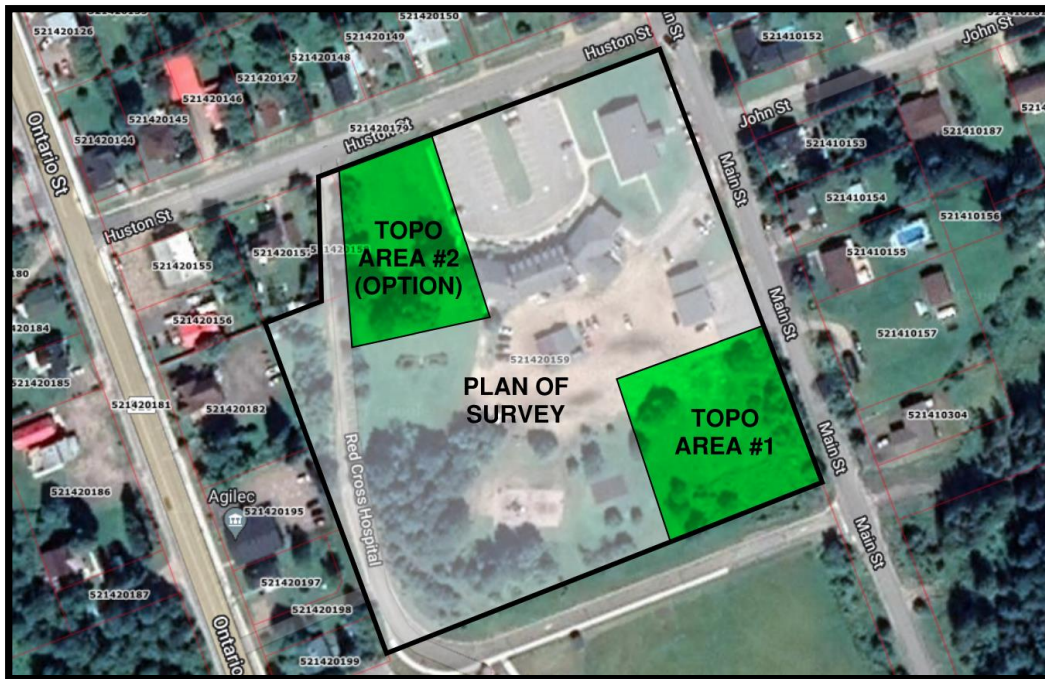 521420126
521420150
521420149
Huston St
521410152
John St
521420148
521420147
521420146
521420145
521420144
Huston St
John St
521410187
521410153
Ontario St
Main St
521410154
521410156
Huston St
521420157
521420155
521410155
TOPO
AREA #2
(OPTION)
521420156
Main St
521410157
521420184
521420185
521420159
PLAN OF
SURVEY
521420181
521420182
TOPO
AREA #1
521410304
Main St
Red Cross Hospital
521420186
Agilec
521420195
Main St
521420197
521420187
521420198
Ontario
521420199